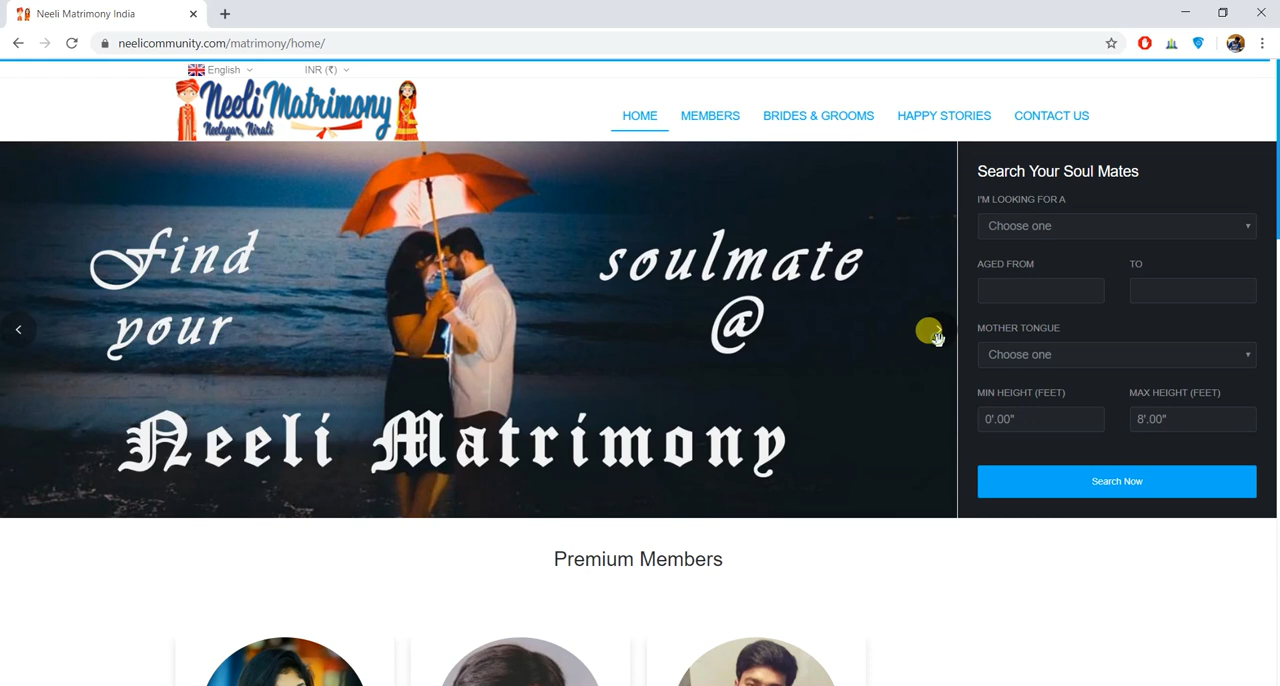 Neeli Matrimony India
neelicommunity.com/matrimony/home/
English
INR (₹)
Neeli Matrimony
Neelagar, Nirali
HOME
MEMBERS
BRIDES & GROOMS
HAPPY STORIES
CONTACT US
Find
your
soulmate
@
Neeli Matrimony
Search Your Soul Mates
I'M LOOKING FOR A
Choose one
AGED FROM
TO
MOTHER TONGUE
Choose one
MIN HEIGHT (FEET)
MAX HEIGHT (FEET)
0'.00"
8'.00"
Search Now
Premium Members